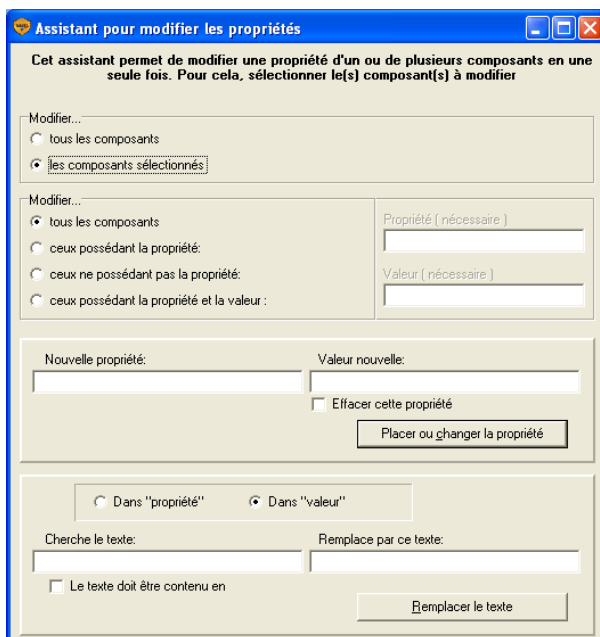 Assistant pour modifier les propriétés
Cet assistant permet de modifier une propriété d'un ou de plusieurs composants en une
seule fois. Pour cela, sélectionner le(s) composant(s) à modifier
Modifier...
tous les composants
les composants sélectionnés
Modifier...
tous les composants
ceux possédant la propriété:
ceux ne possédant pas la propriété:
ceux possédant la propriété et la valeur :
Propriété ( nécessaire )
Valeur ( nécessaire )
Nouvelle propriété:
Valeur nouvelle:
Effacer cette propriété
Placer ou changer la propriété
Dans "propriété"
Dans "valeur"
Cherche le texte:
Remplace par ce texte:
Le texte doit être contenu en
Remplacer le texte